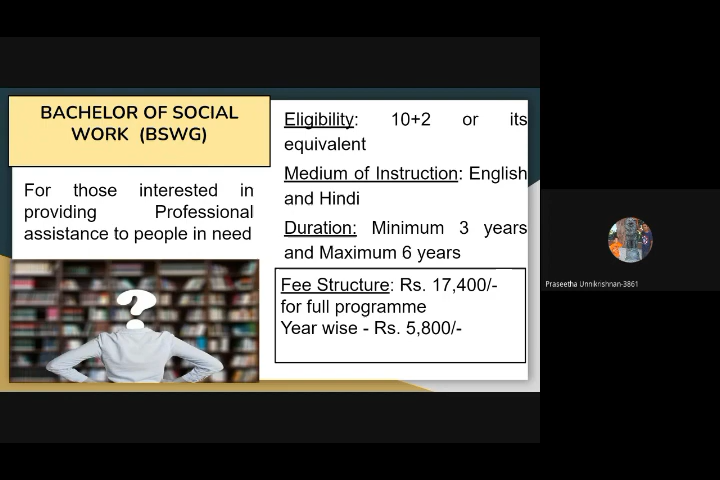 BACHELOR OF SOCIAL
WORK (BSWG)
For those interested in
providing Professional
assistance to people in need
Eligibility: 10+2 or its
equivalent
Medium of Instruction: English
and Hindi
Duration: Minimum 3 years
and Maximum 6 years
Fee Structure: Rs. 17,400/-
for full programme
Year wise - Rs. 5,800/-
?
Praseetha Unnikrishnan-3861